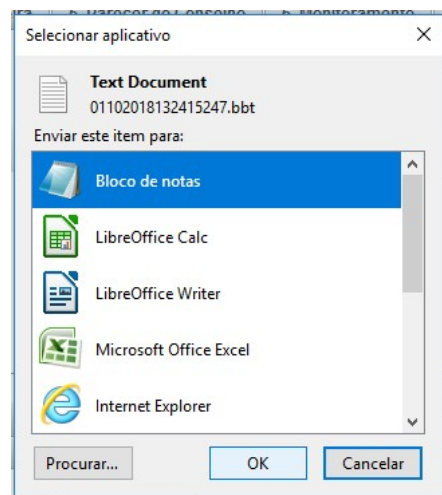 Selecionar aplicativo
Text Document
01102018132415247.bbt
Enviar este item para:
Bloco de notas
LibreOffice Calc
LibreOffice Writer
Microsoft Office Excel
Internet Explorer
Procurar... OK Cancelar